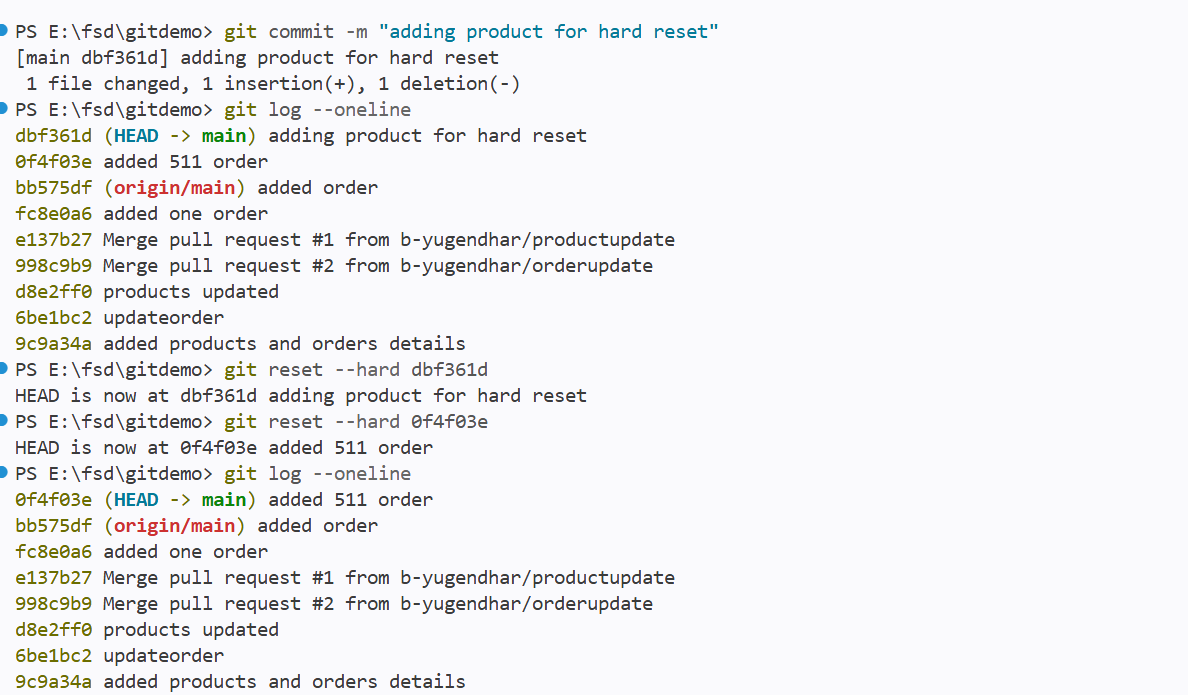 PS E:\fsd\gitdemo> git commit -m "adding product for hard reset"
[main dbf361d] adding product for hard reset
 1 file changed, 1 insertion(+), 1 deletion(-)
PS E:\fsd\gitdemo> git log --oneline
dbf361d (HEAD -> main) adding product for hard reset
0f4f03e added 511 order
bb575df (origin/main) added order
fc8e0a6 added one order
e137b27 Merge pull request #1 from b-yugendhar/productupdate
998c9b9 Merge pull request #2 from b-yugendhar/orderupdate
d8e2ff0 products updated
6be1bc2 updateorder
9c9a34a added products and orders details
PS E:\fsd\gitdemo> git reset --hard dbf361d
HEAD is now at dbf361d adding product for hard reset
PS E:\fsd\gitdemo> git reset --hard 0f4f03e
HEAD is now at 0f4f03e added 511 order
PS E:\fsd\gitdemo> git log --oneline
0f4f03e (HEAD -> main) added 511 order
bb575df (origin/main) added order
fc8e0a6 added one order
e137b27 Merge pull request #1 from b-yugendhar/productupdate
998c9b9 Merge pull request #2 from b-yugendhar/orderupdate
d8e2ff0 products updated
6be1bc2 updateorder
9c9a34a added products and orders details